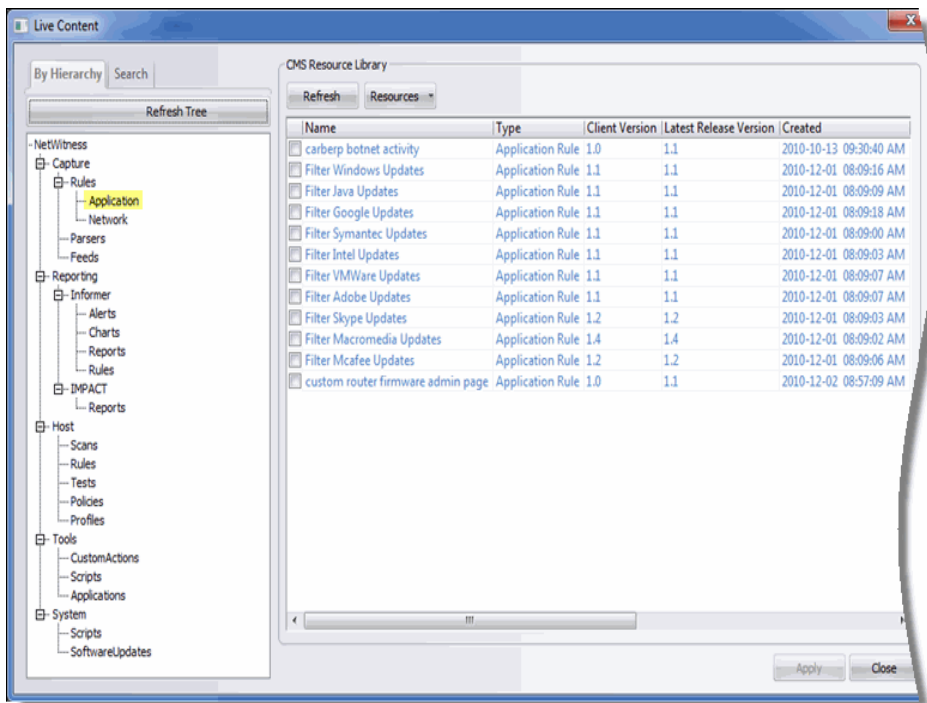 Live Content
By Hierarchy Search
Refresh Tree
NetWitness
Capture
Rules
Application
Network
Parsers
Feeds
Reporting
Informer
Alerts
Charts
Reports
Rules
IMPACT
Reports
Host
Scans
Rules
Tests
Policies
Profiles
Tools
CustomActions
Scripts
Applications
System
Scripts
SoftwareUpdates
CMS Resource Library
Refresh Resources
Name Type Client Version Latest Release Version Created
carberp botnet activity Application Rule 1.0 1.1 2010-10-13 09:30:40 AM
Filter Windows Updates Application Rule 1.1 1.1 2010-12-01 08:09:16 AM
Filter Java Updates Application Rule 1.1 1.1 2010-12-01 08:09:09 AM
Filter Google Updates Application Rule 1.1 1.1 2010-12-01 08:09:18 AM
Filter Symantec Updates Application Rule 1.1 1.1 2010-12-01 08:09:00 AM
Filter Intel Updates Application Rule 1.1 1.1 2010-12-01 08:09:03 AM
Filter VMWare Updates Application Rule 1.1 1.1 2010-12-01 08:09:07 AM
Filter Adobe Updates Application Rule 1.1 1.1 2010-12-01 08:09:07 AM
Filter Skype Updates Application Rule 1.2 1.2 2010-12-01 08:09:03 AM
Filter Macromedia Updates Application Rule 1.4 1.4 2010-12-01 08:09:02 AM
Filter Mcafee Updates Application Rule 1.2 1.2 2010-12-01 08:09:06 AM
custom router firmware admin page Application Rule 1.0 1.1 2010-12-02 08:57:09 AM
Apply Close